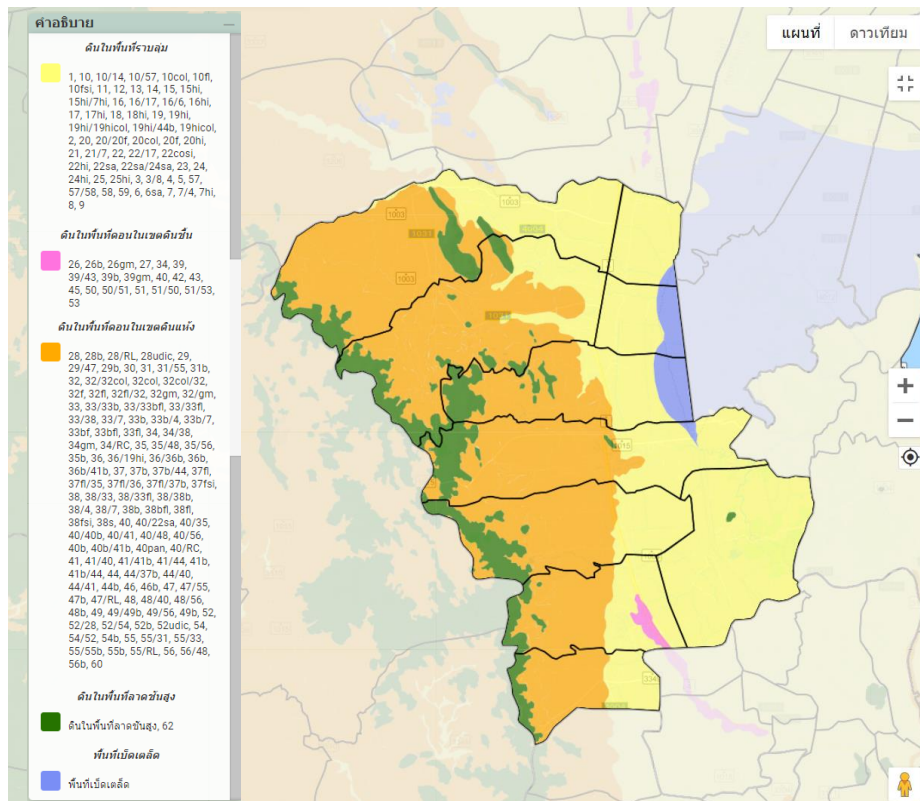 คำอธิบาย
ดินในพื้นที่ราบลุ่ม
1, 10, 10/14, 10/57, 10col, 10fl,
10fsi, 11, 12, 13, 14, 15, 15hi,
15hi/7hi, 16, 16/17, 16/6, 16hi,
17, 17hi, 18, 18hi, 19, 19hi,
19hi/19hicol, 19hi/44b, 19hicol,
2, 20, 20/20f, 20col, 20f, 20hi,
21, 21/7, 22, 22/17, 22cosi,
22hi, 22sa, 22sa/24sa, 23, 24,
24hi, 25, 25hi, 3, 3/8, 4, 5, 57,
57/58, 58, 59, 6, 6sa, 7, 7/4, 7hi,
8, 9
ดินในพื้นที่ดอนในเขตดินชื้น
26, 26b, 26gm, 27, 34, 39,
39/43, 39b, 39gm, 40, 42, 43,
45, 50, 50/51, 51, 51/50, 51/53,
53
ดินในพื้นที่ดอนในเขตดินแห้ง
28, 28b, 28/RL, 28udic, 29,
29/47, 29b, 30, 31, 31/55, 31b,
32, 32/32col, 32col, 32col/32,
32f, 32fl, 32fl/32, 32gm, 32/gm,
33, 33/33b, 33/33bfl, 33/33fl,
33/38, 33/7, 33b, 33b/4, 33b/7,
33bf, 33bfl, 33fl, 34, 34/38,
34gm, 34/RC, 35, 35/48, 35/56,
35b, 36, 36/19hi, 36/36b, 36b,
36b/41b, 37, 37b, 37b/44, 37fl,
37fl/35, 37fl/36, 37fl/37b, 37fsi,
38, 38/33, 38/33fl, 38/38b,
38/4, 38/7, 38b, 38bfl, 38fl,
38fsi, 38s, 40, 40/22sa, 40/35,
40/40b, 40/41, 40/48, 40/56,
40b, 40b/41b, 40pan, 40/RC,
41, 41/40, 41/41b, 41/44, 41b,
41b/44, 44, 44/37b, 44/40,
44/41, 44b, 46, 46b, 47, 47/55,
47b, 47/RL, 48, 48/40, 48/56,
48b, 49, 49/49b, 49/56, 49b, 52,
52/28, 52/54, 52b, 52udic, 54,
54/52, 54b, 55, 55/31, 55/33,
55/55b, 55b, 55/RL, 56, 56/48,
56b, 60
ดินในพื้นที่ลาดชันสูง
ดินในพื้นที่ลาดชันสูง, 62
พื้นที่เบ็ดเตล็ด
พื้นที่เบ็ดเตล็ด
แผนที่ ดาวเทียม
1003
1003
1031
1003